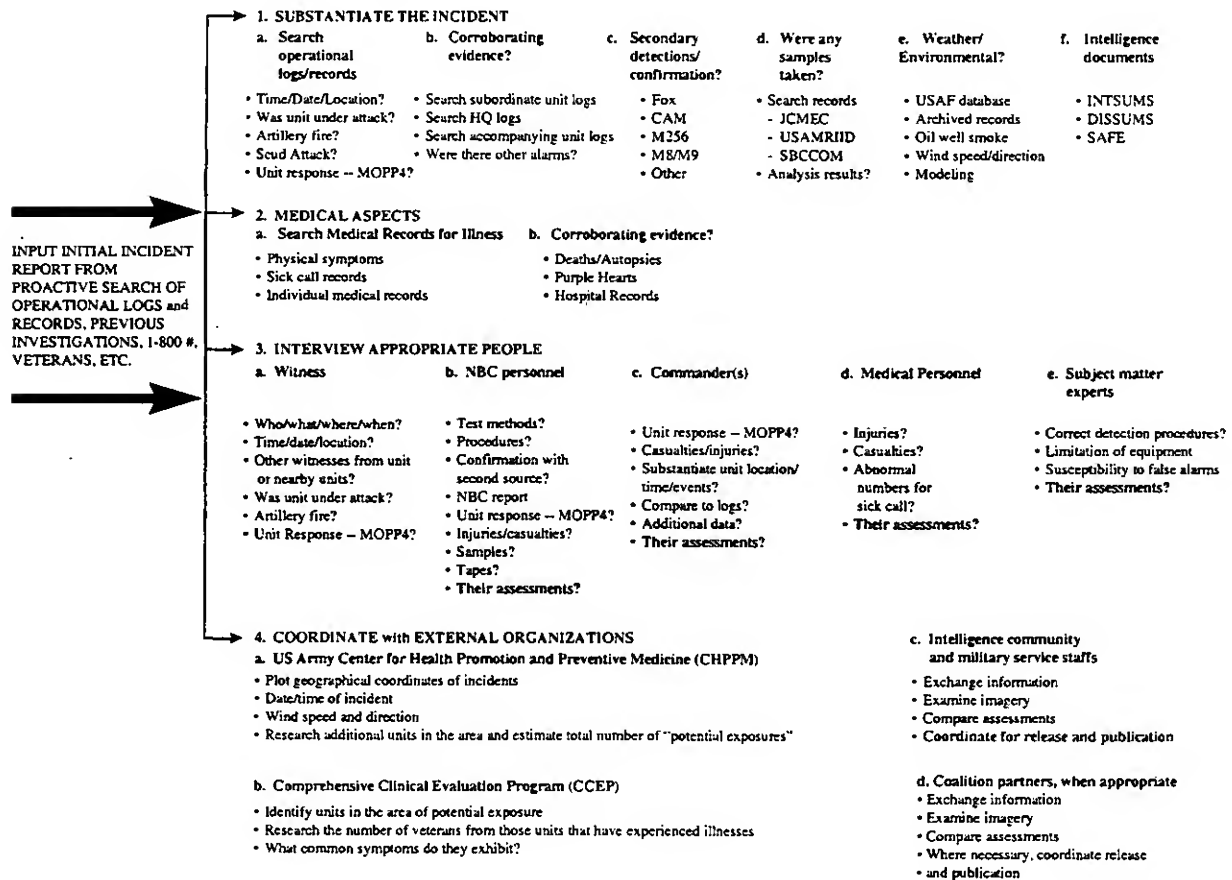 1. SUBSTANTIATE THE INCIDENT
a. Search
operational
logs/records
• Time/Date/Location?
• Was unit under attack?
• Artillery fire?
• Scud Attack?
• Unit response – MOPP4?
b. Corroborating
evidence?
• Search subordinate unit logs
• Search HQ logs
• Search accompanying unit logs
• Were there other alarms?
c. Secondary
detections/
confirmation?
• Fox
• CAM
• M256
• M8/M9
• Other
d. Were any
samples
taken?
• Search records
- JCMEC
- USAMRIID
- SBCCOM
• Analysis results?
e. Weather/
Environmental?
• USAF database
• Archived records
• Oil well smoke
• Wind speed/direction
• Modeling
f. Intelligence
documents
• INTSUMS
• DISSUMS
• SAFE
INPUT INITIAL INCIDENT
REPORT FROM
PROACTIVE SEARCH OF
OPERATIONAL LOGS and
RECORDS, PREVIOUS
INVESTIGATIONS, 1-800 #,
VETERANS, ETC.
2. MEDICAL ASPECTS
a. Search Medical Records for Illness
• Physical symptoms
• Sick call records
• Individual medical records
b. Corroborating evidence?
• Deaths/Autopsies
• Purple Hearts
• Hospital Records
3. INTERVIEW APPROPRIATE PEOPLE
a. Witness
• Who/what/where/when?
• Time/date/location?
• Other witnesses from unit
or nearby units?
• Was unit under attack?
• Artillery fire?
• Unit Response – MOPP4?
b. NBC personnel
• Test methods?
• Procedures?
• Confirmation with
second source?
• NBC report
• Unit response – MOPP4?
• Injuries/casualties?
• Samples?
• Tapes?
• Their assessments?
c. Commander(s)
• Unit response – MOPP4?
• Casualties/injuries?
• Substantiate unit location/
time/events?
• Compare to logs?
• Additional data?
• Their assessments?
d. Medical Personnel
• Injuries?
• Casualties?
• Abnormal
numbers for
sick call?
• Their assessments?
e. Subject matter
experts
• Correct detection procedures?
• Limitation of equipment
• Susceptibility to false alarms
• Their assessments?
4. COORDINATE with EXTERNAL ORGANIZATIONS
a. US Army Center for Health Promotion and Preventive Medicine (CHPPM)
• Plot geographical coordinates of incidents
• Date/time of incident
• Wind speed and direction
• Research additional units in the area and estimate total number of "potential exposures"
b. Comprehensive Clinical Evaluation Program (CCEP)
• Identify units in the area of potential exposure
• Research the number of veterans from those units that have experienced illnesses
• What common symptoms do they exhibit?
c. Intelligence community
and military service staffs
• Exchange information
• Examine imagery
• Compare assessments
• Coordinate for release and publication
d. Coalition partners, when appropriate
• Exchange information
• Examine imagery
• Compare assessments
• Where necessary, coordinate release
• and publication